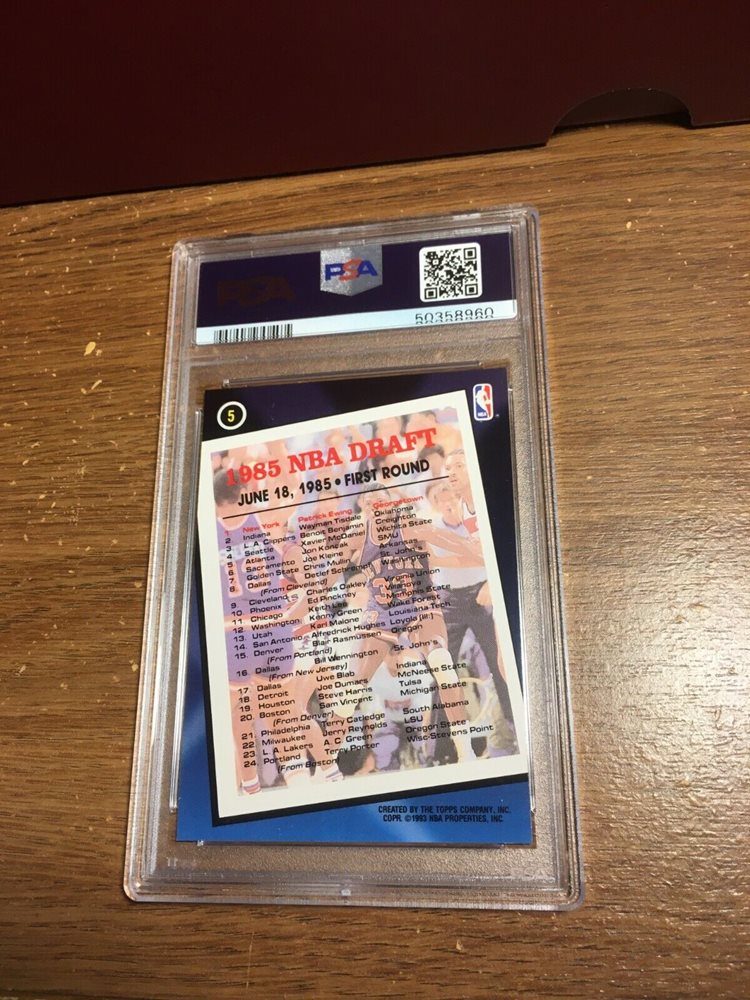 PSA
50358960
5
NBA
1985 NBA DRAFT
JUNE 18, 1985 • FIRST ROUND
1 New York Patrick Ewing Georgetown
2 Indiana Wayman Tisdale Oklahoma
3 L.A. Clippers Benoit Benjamin Creighton
4 Seattle Xavier McDaniel Wichita State
5 Atlanta Jon Koncak SMU
6 Sacramento Joe Kleine Arkansas
7 Golden State Chris Mullin St. John's
8. Dallas Detlef Schrempf Washington
(From Cleveland)
9. Cleveland Charles Oakley Virginia Union
10. Phoenix Ed Pinckney Villanova
11. Chicago Keith Lee Memphis State
12. Washington Kenny Green Wake Forest
13. Utah Karl Malone Louisiana Tech
14. San Antonio Alfredrick Hughes Loyola (Ill.)
15. Denver Blair Rasmussen Oregon
(From Portland)
16. Dallas Bill Wennington St. John's
(From New Jersey)
17 Dallas Uwe Blab Indiana
18 Detroit Joe Dumars McNeese State
19. Houston Steve Harris Tulsa
20. Boston Sam Vincent Michigan State
(From Denver)
21. Philadelphia Terry Catledge South Alabama
22. Milwaukee Jerry Reynolds LSU
23. L.A. Lakers A.C. Green Oregon State
24. Portland Terry Porter Wisc-Stevens Point
(From Boston)
CREATED BY THE TOPPS COMPANY, INC.
COPR. ©1993 NBA PROPERTIES, INC.